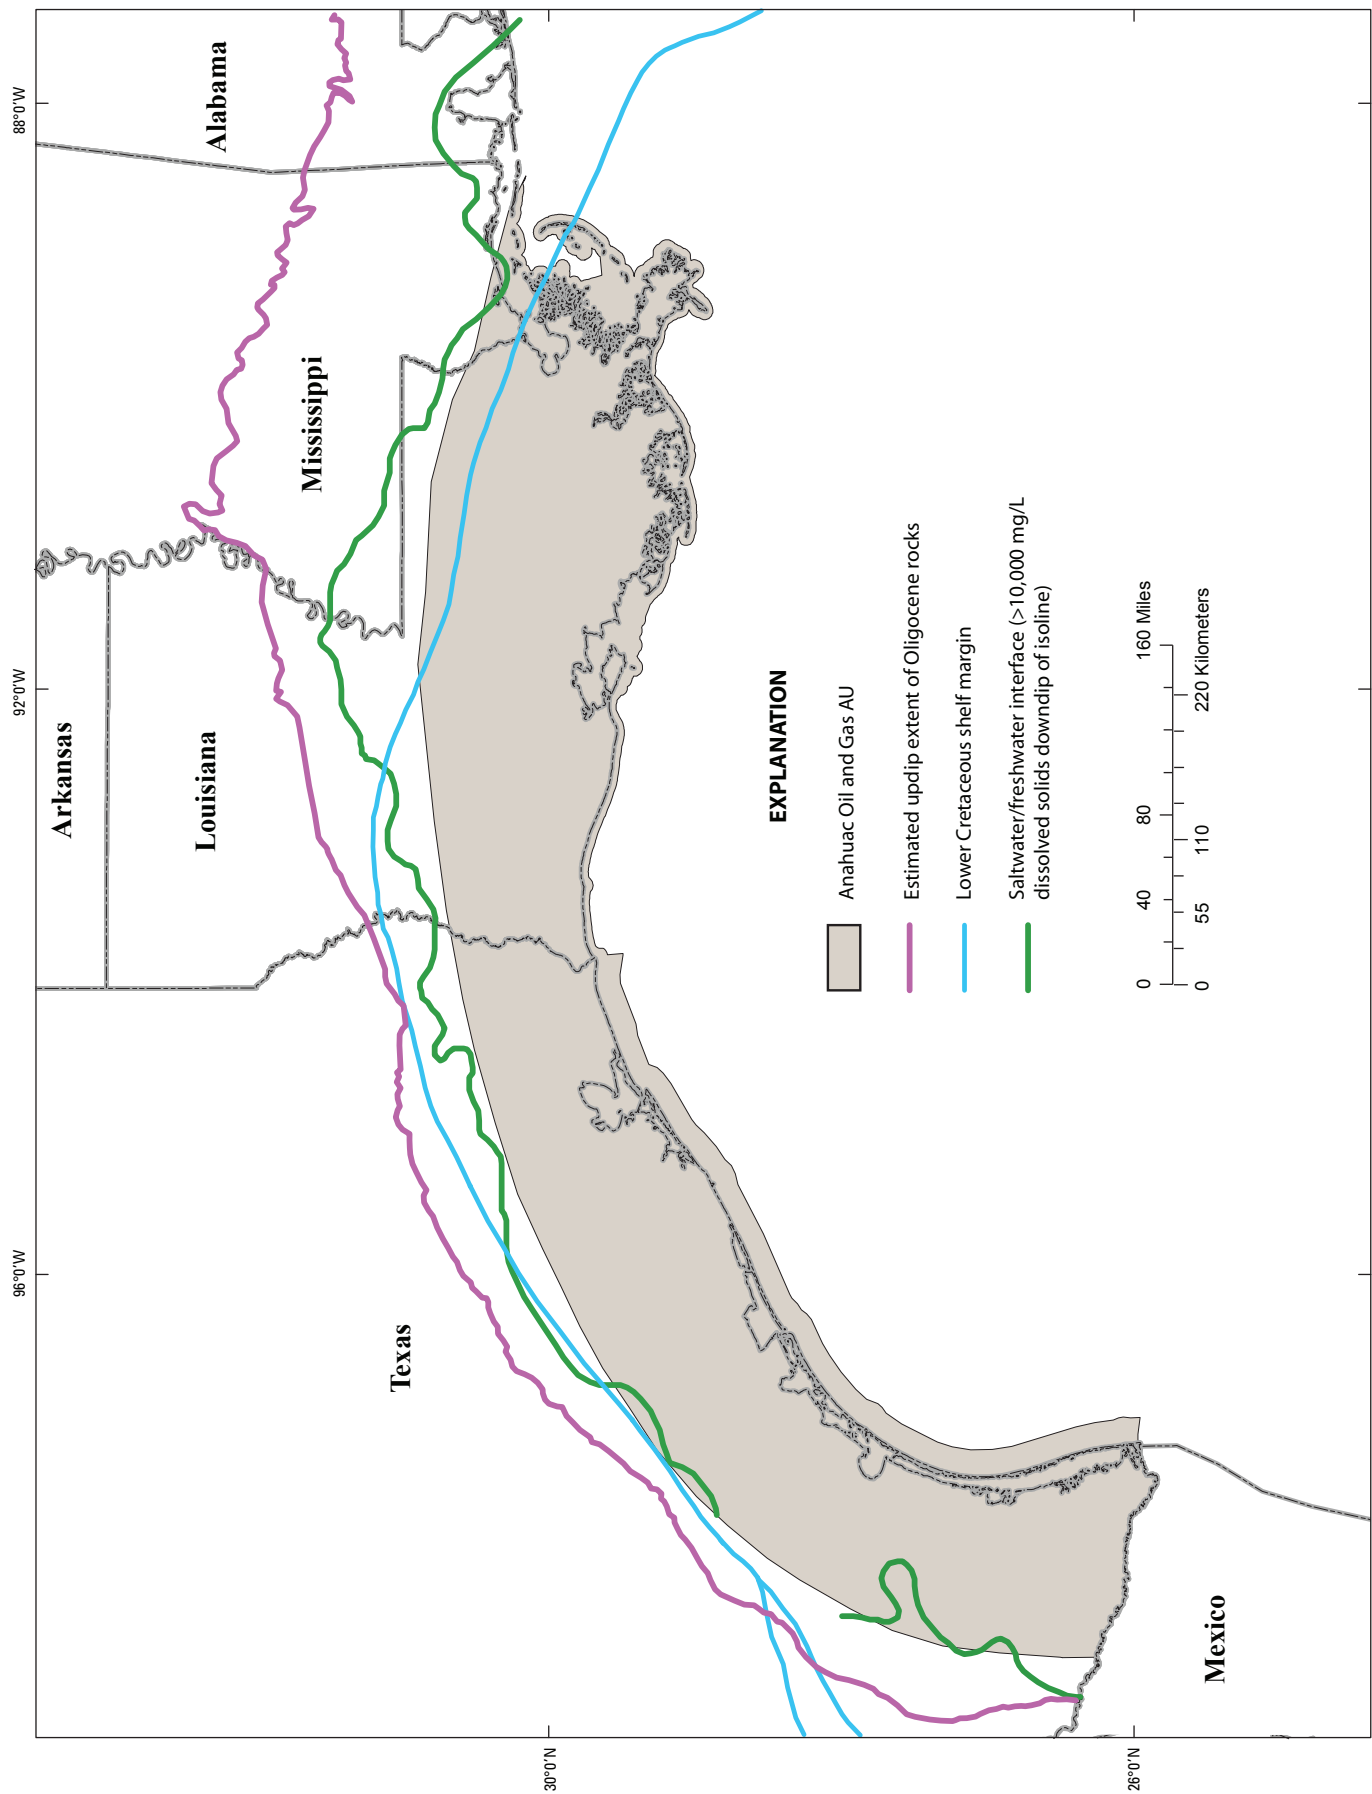 96°0'W
92°0'W
88°0'W
30°0'N
26°0'N
Arkansas
Louisiana
Mississippi
Alabama
Texas
Mexico
EXPLANATION
Anahuac Oil and Gas AU
Estimated updip extent of Oligocene rocks
Lower Cretaceous shelf margin
Saltwater/freshwater interface (>10,000 mg/L
dissolved solids downdip of isoline)
0 40 80 160 Miles
0 55 110 220 Kilometers